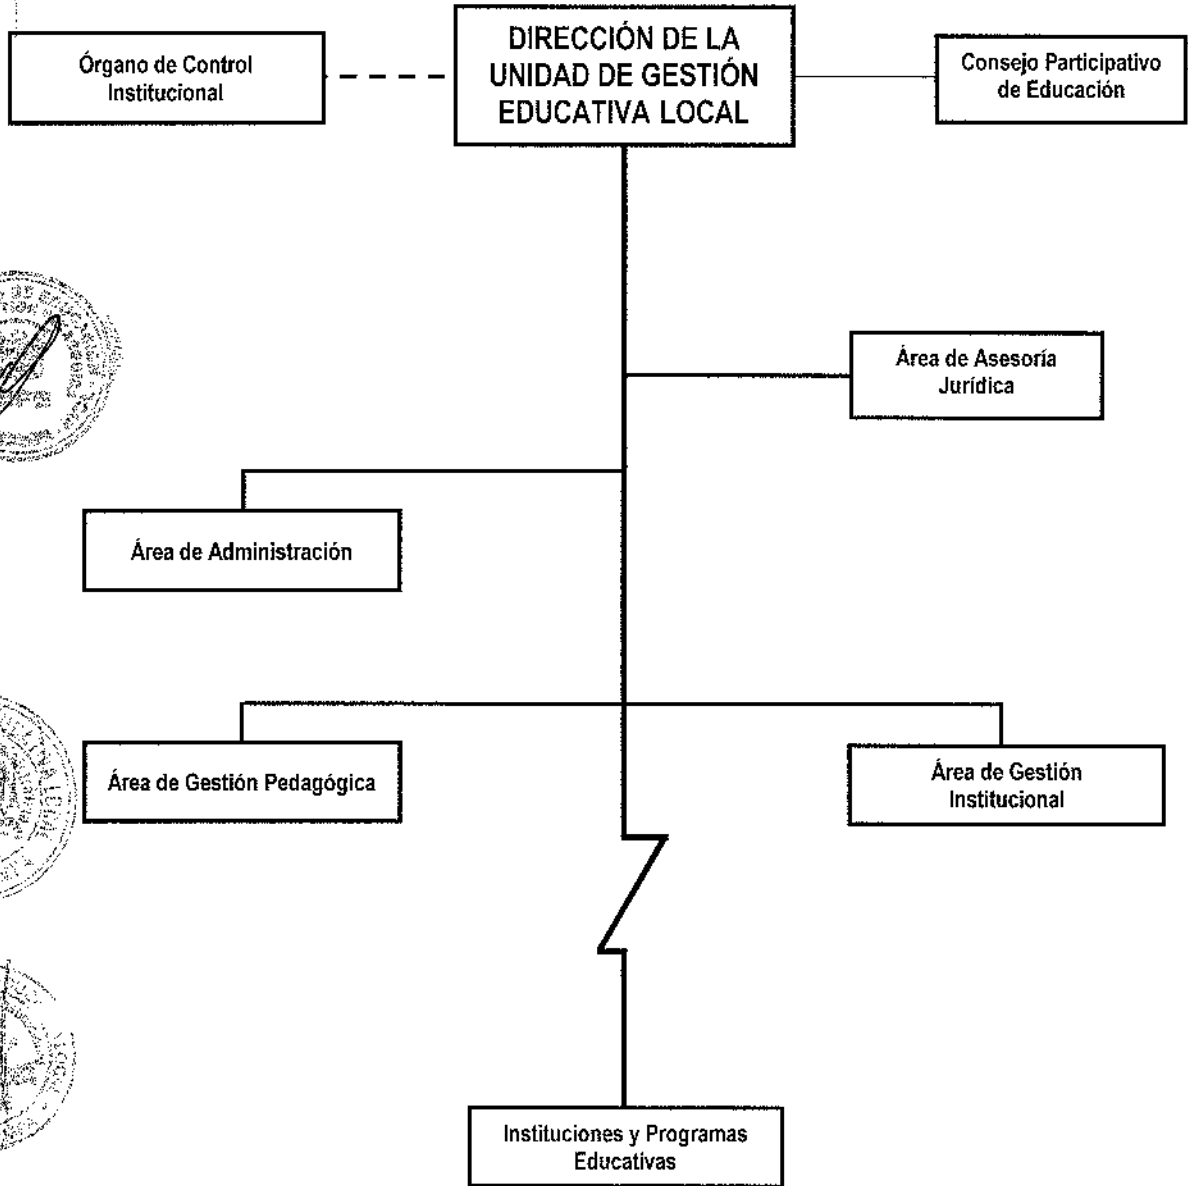 Órgano de Control
Institucional
DIRECCIÓN DE LA
UNIDAD DE GESTIÓN
EDUCATIVA LOCAL
Consejo Participativo
de Educación
Área de Asesoría
Jurídica
Área de Administración
Área de Gestión Pedagógica
Área de Gestión
Institucional
Instituciones y Programas
Educativas